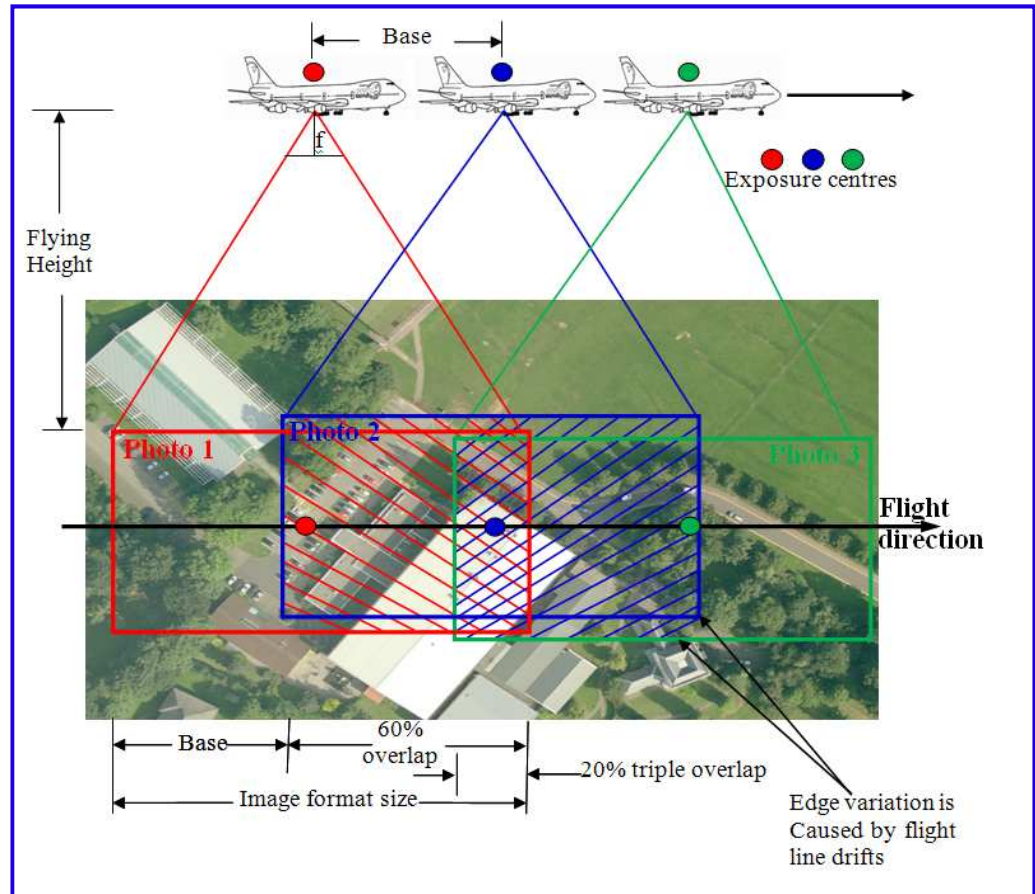 Base
f
Exposure centres
Flying
Height
Photo 1
Photo 2
Photo 3
Flight
direction
Base
60%
overlap
20% triple overlap
Image format size
Edge variation is
Caused by flight
line drifts